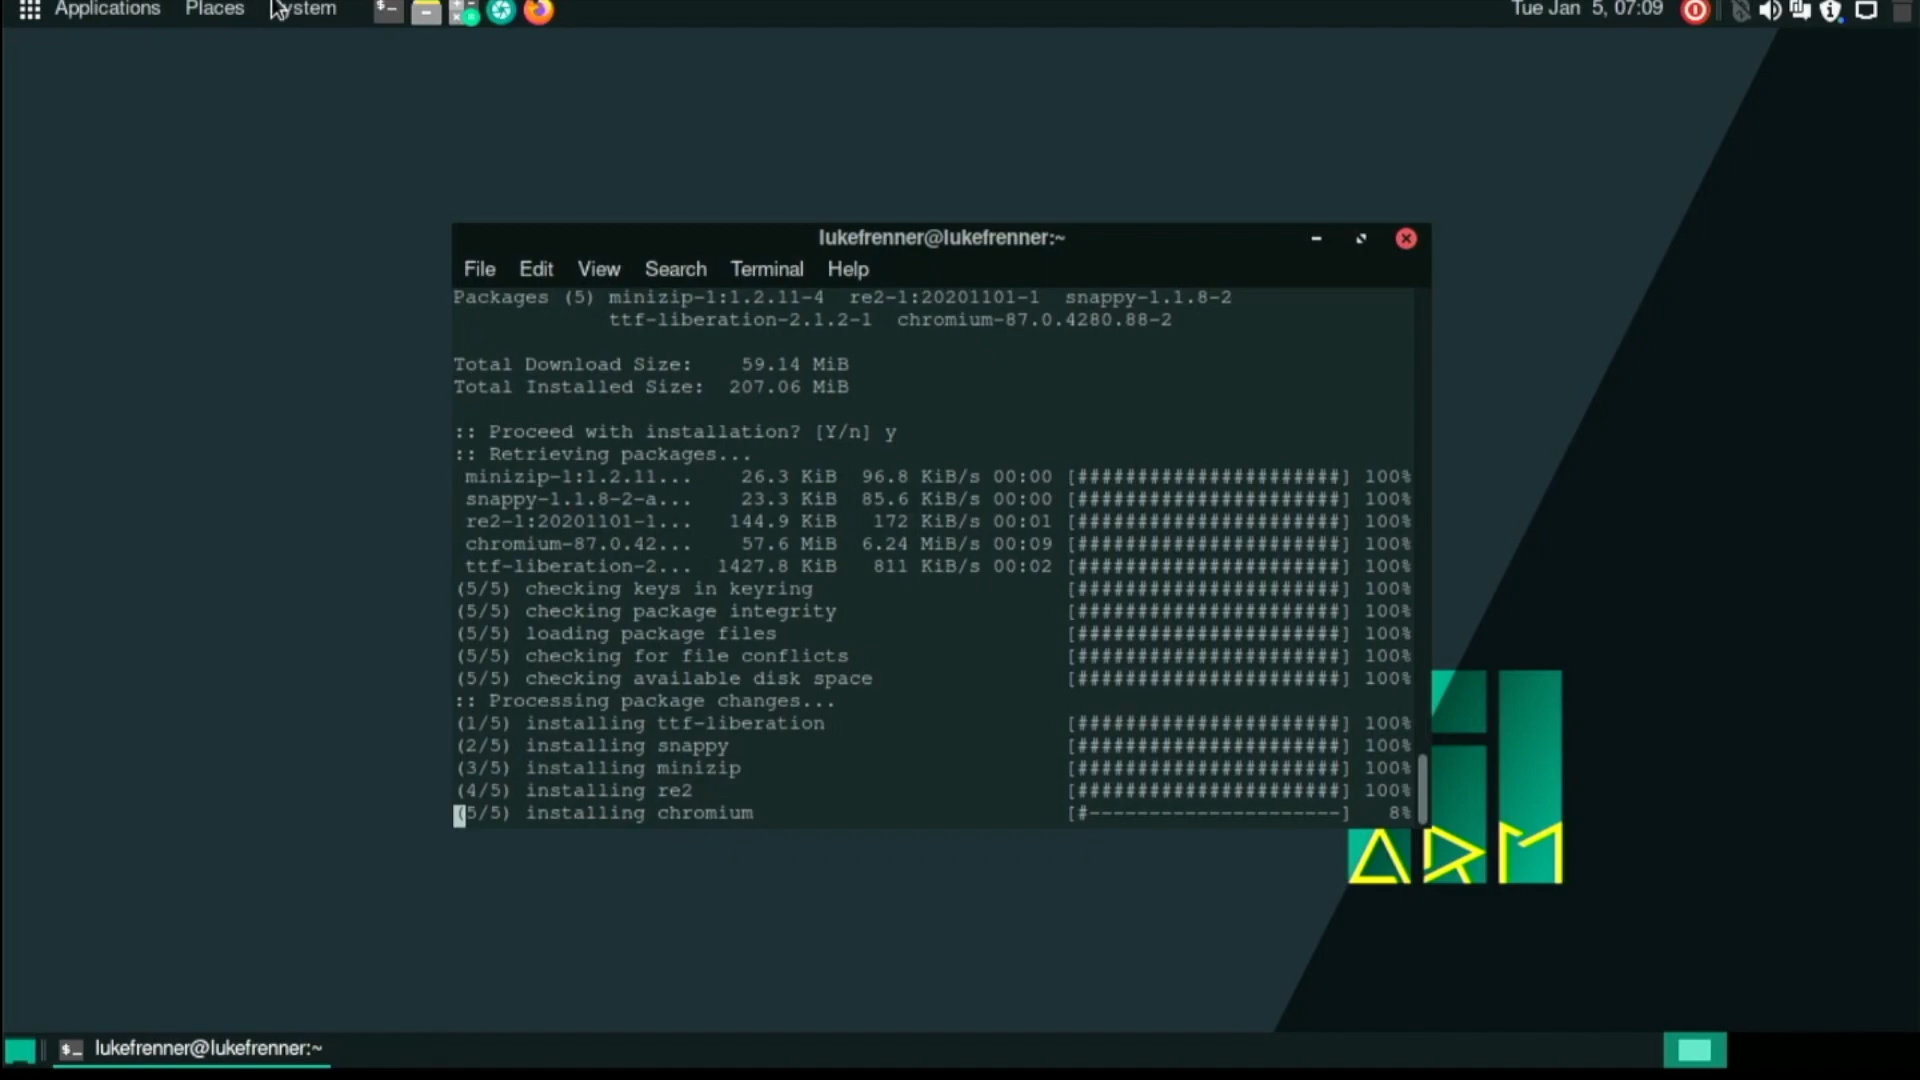 Applications Places System
Tue Jan 5, 07:09
lukefrenner@lukefrenner:~
File Edit View Search Terminal Help
Packages (5) minizip-1:1.2.11-4 re2-1:20201101-1 snappy-1.1.8-2
ttf-liberation-2.1.2-1 chromium-87.0.4280.88-2
Total Download Size: 59.14 MiB
Total Installed Size: 207.06 MiB
:: Proceed with installation? [Y/n] y
:: Retrieving packages...
minizip-1:1.2.11... 26.3 KiB 96.8 KiB/s 00:00 [######################] 100%
snappy-1.1.8-2-a... 23.3 KiB 85.6 KiB/s 00:00 [######################] 100%
re2-1:20201101-1... 144.9 KiB 172 KiB/s 00:01 [######################] 100%
chromium-87.0.42... 57.6 MiB 6.24 MiB/s 00:09 [######################] 100%
ttf-liberation-2... 1427.8 KiB 811 KiB/s 00:02 [######################] 100%
(5/5) checking keys in keyring [######################] 100%
(5/5) checking package integrity [######################] 100%
(5/5) loading package files [######################] 100%
(5/5) checking for file conflicts [######################] 100%
(5/5) checking available disk space [######################] 100%
:: Processing package changes...
(1/5) installing ttf-liberation [######################] 100%
(2/5) installing snappy [######################] 100%
(3/5) installing minizip [######################] 100%
(4/5) installing re2 [######################] 100%
(5/5) installing chromium [#---------------------] 8%
ARM
lukefrenner@lukefrenner:~